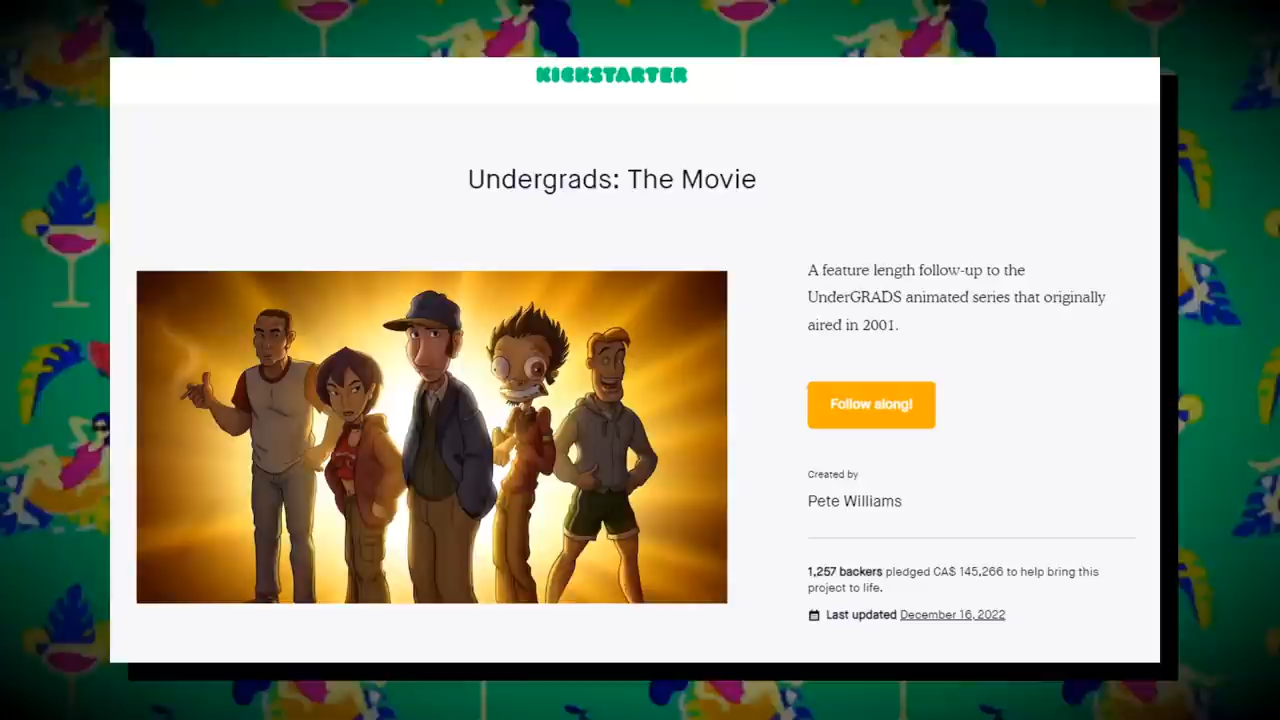 KICKSTARTER
Undergrads: The Movie
A feature length follow-up to the
UnderGRADS animated series that originally
aired in 2001.
Follow along!
Created by
Pete Williams
1,257 backers pledged CA$ 145,266 to help bring this
project to life.
Last updated December 16, 2022